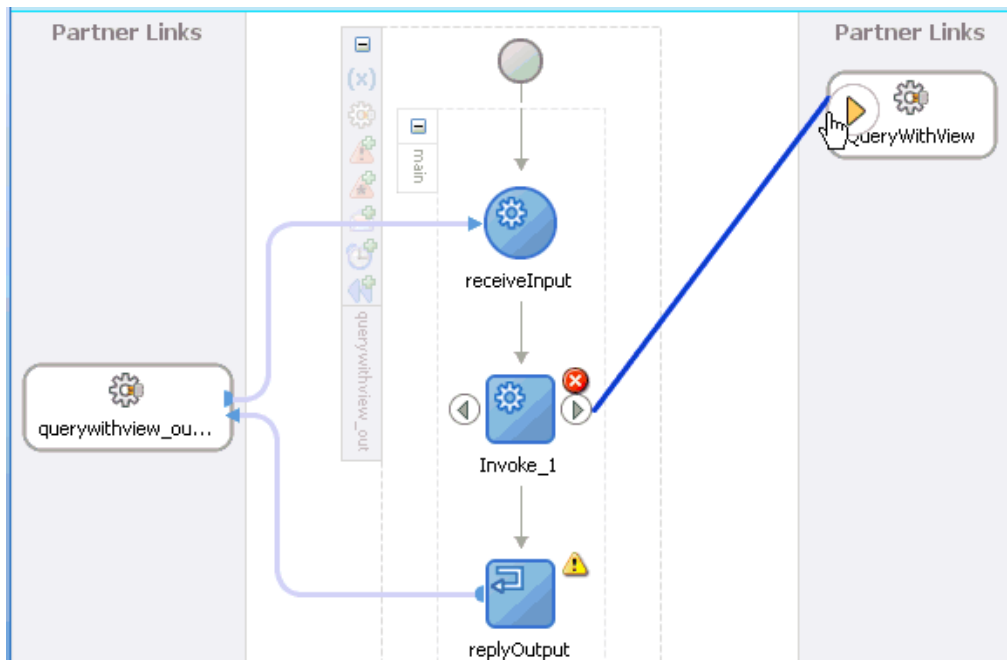 Partner Links
Partner Links
(x)
main
QueryWithView
receiveInput
querywithview_out
querywithview_ou...
Invoke_1
replyOutput